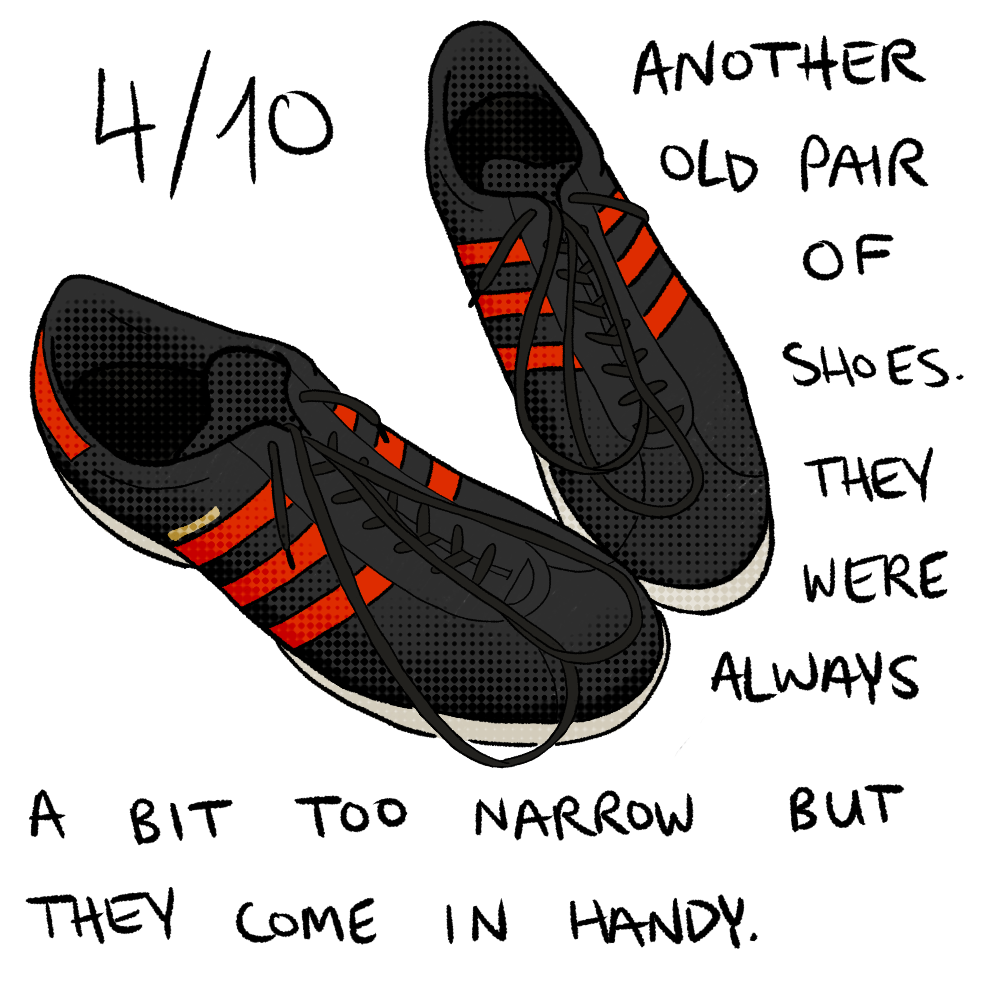 4/10
ANOTHER
OLD PAIR
OF
SHOES.
THEY
WERE
ALWAYS
A BIT TOO NARROW BUT
THEY COME IN HANDY.